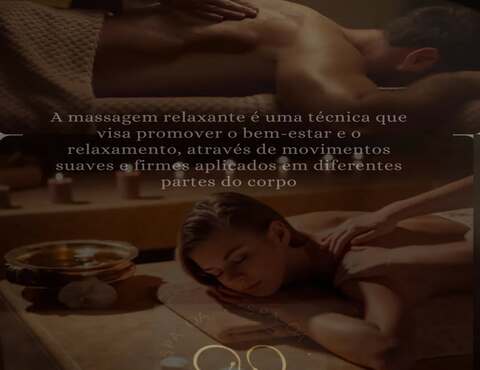 A massagem relaxante é uma técnica que
visa promover o bem-estar e o
relaxamento, através de movimentos
suaves e firmes aplicados em diferentes
partes do corpo